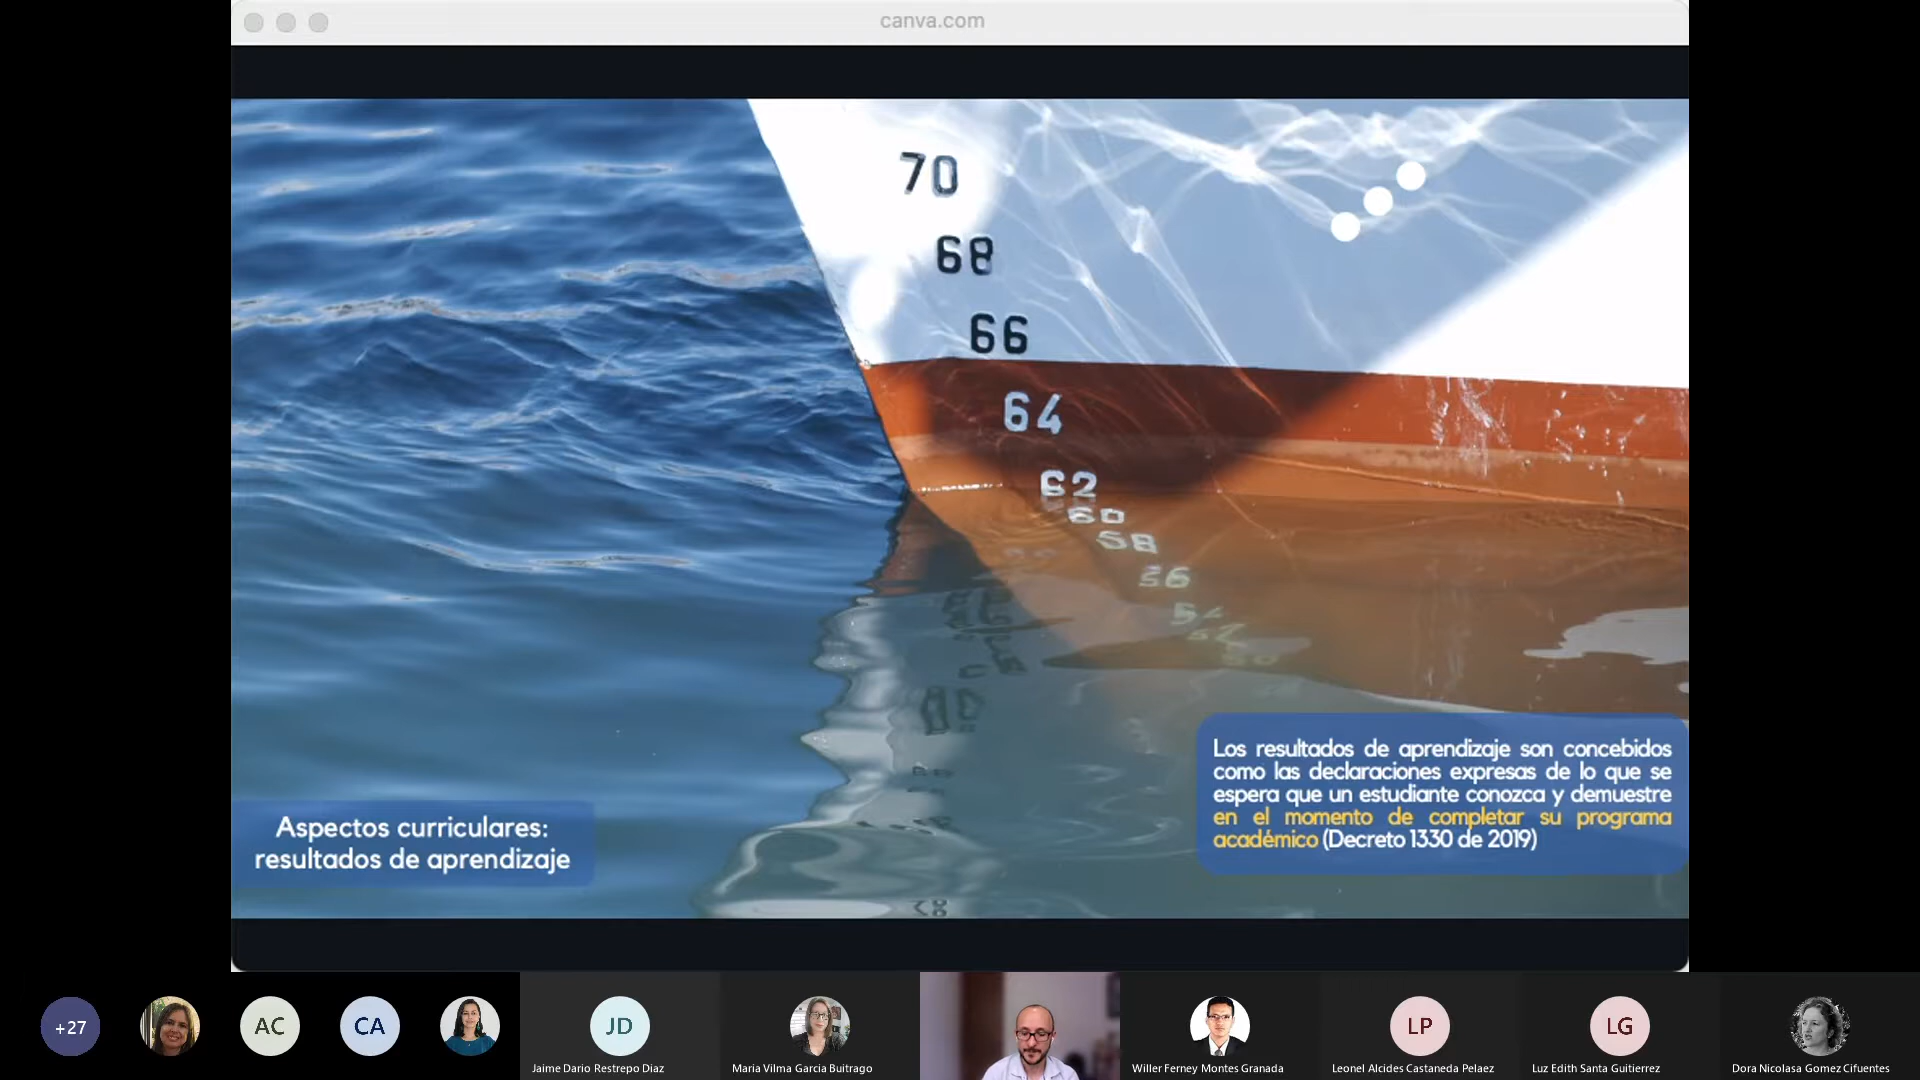 canva.com
70
68
66
64
62
60
58
56
54
Aspectos curriculares:
resultados de aprendizaje
Los resultados de aprendizaje son concebidos
como las declaraciones expresas de lo que se
espera que un estudiante conozca y demuestre
en el momento de completar su programa
académico (Decreto 1330 de 2019)
+27
AC
CA
JD
LP
LG
Jaime Dario Restrepo Diaz
Maria Vilma Garcia Buitrago
Willer Ferney Montes Granada
Leonel Alcides Castaneda Pelaez
Luz Edith Santa Guitierrez
Dora Nicolasa Gomez Cifuentes